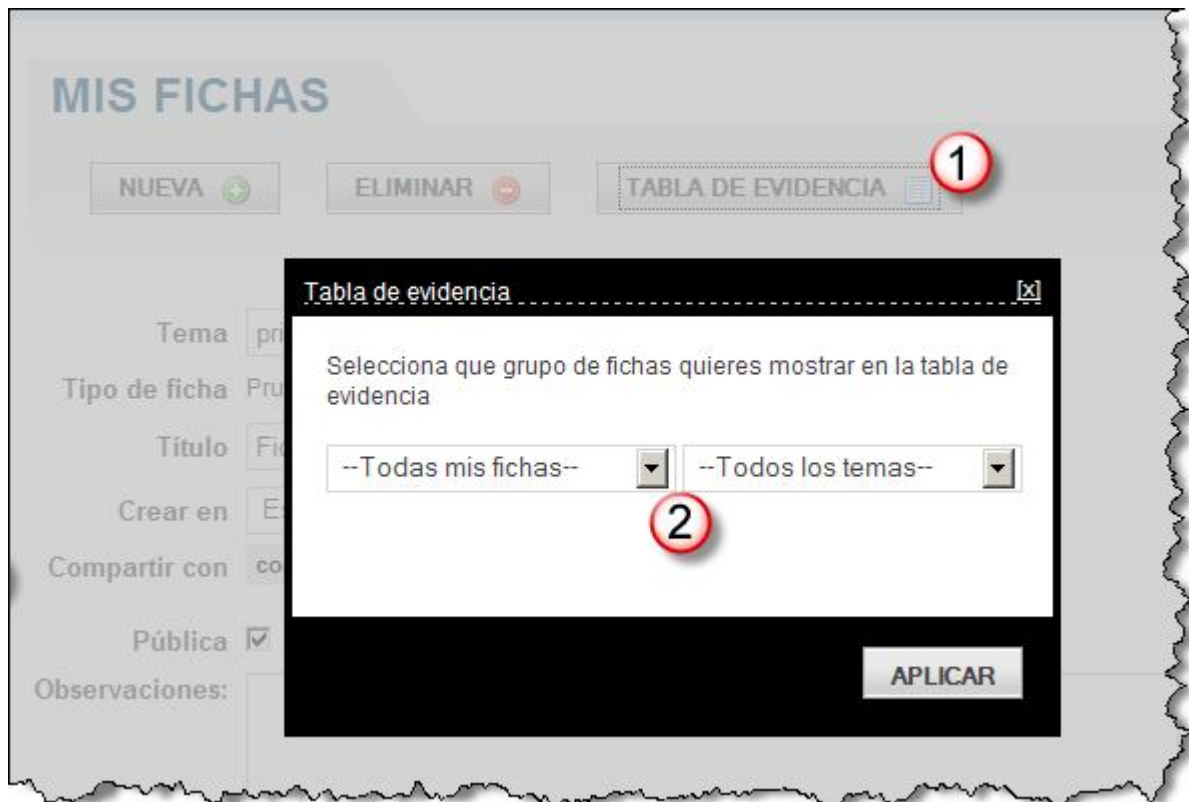 MIS FICHAS
NUEVA
ELIMINAR
TABLA DE EVIDENCIA
1
Tabla de evidencia
[x]
Selecciona que grupo de fichas quieres mostrar en la tabla de
evidencia
--Todas mis fichas--
--Todos los temas--
2
APLICAR
Tema
Tipo de ficha
Título
Crear en
Compartir con
Pública
Observaciones: